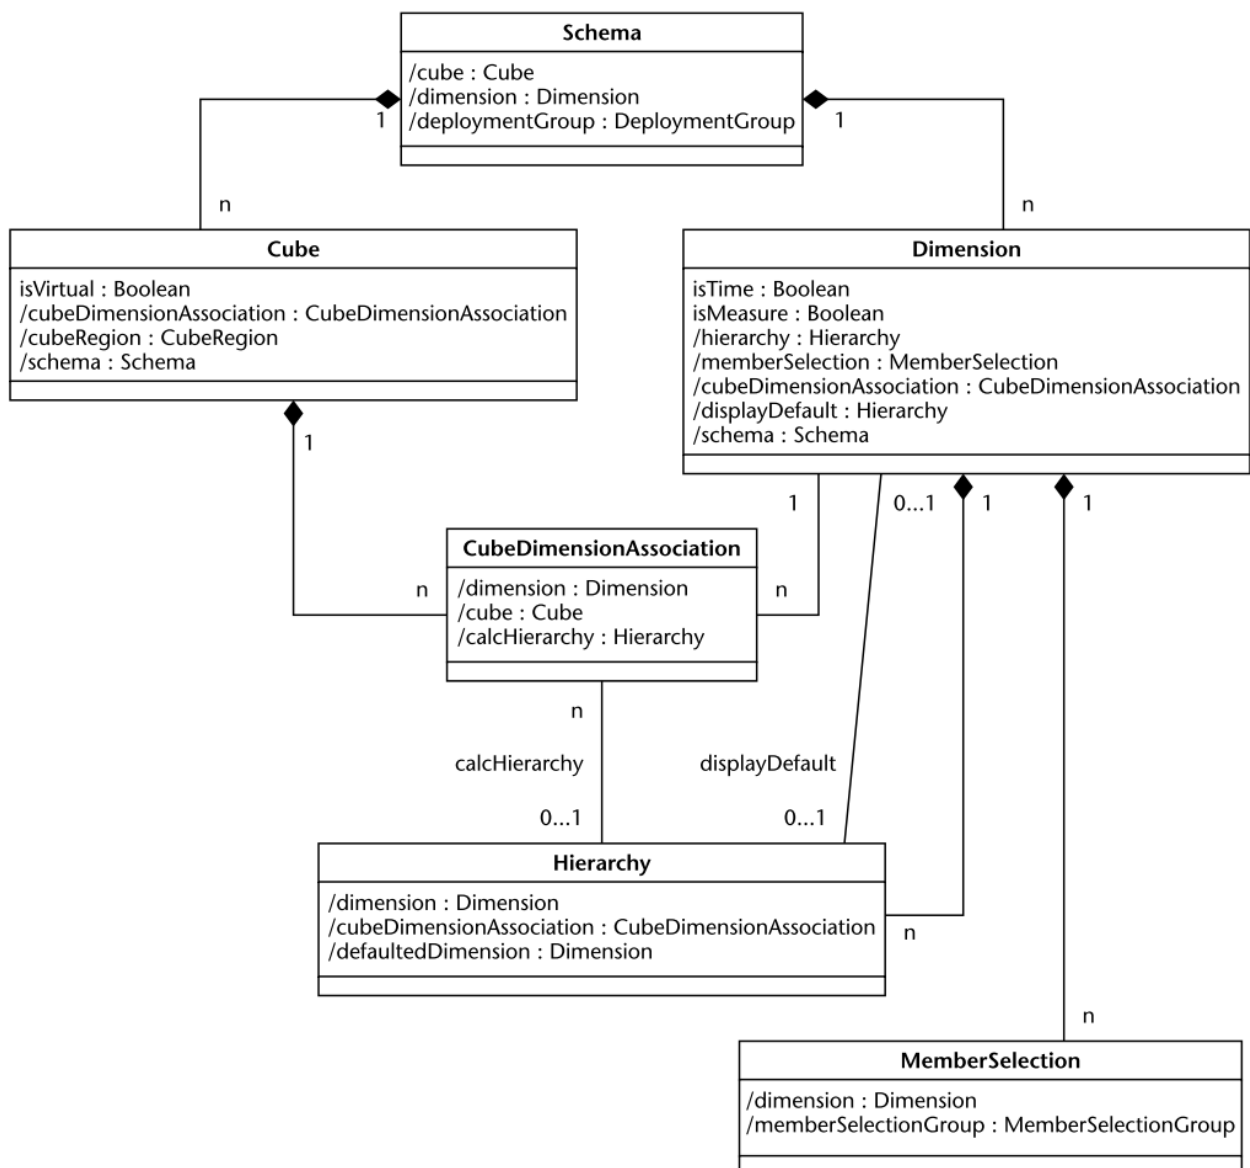 Schema
/cube : Cube
/dimension : Dimension
/deploymentGroup : DeploymentGroup
1
1
n
n
Cube
isVirtual : Boolean
/cubeDimensionAssociation : CubeDimensionAssociation
/cubeRegion : CubeRegion
/schema : Schema
Dimension
isTime : Boolean
isMeasure : Boolean
/hierarchy : Hierarchy
/memberSelection : MemberSelection
/cubeDimensionAssociation : CubeDimensionAssociation
/displayDefault : Hierarchy
/schema : Schema
1
1
0...1
1
1
CubeDimensionAssociation
/dimension : Dimension
/cube : Cube
/calcHierarchy : Hierarchy
n
n
n
calcHierarchy
displayDefault
0...1
0...1
Hierarchy
/dimension : Dimension
/cubeDimensionAssociation : CubeDimensionAssociation
/defaultedDimension : Dimension
n
n
MemberSelection
/dimension : Dimension
/memberSelectionGroup : MemberSelectionGroup